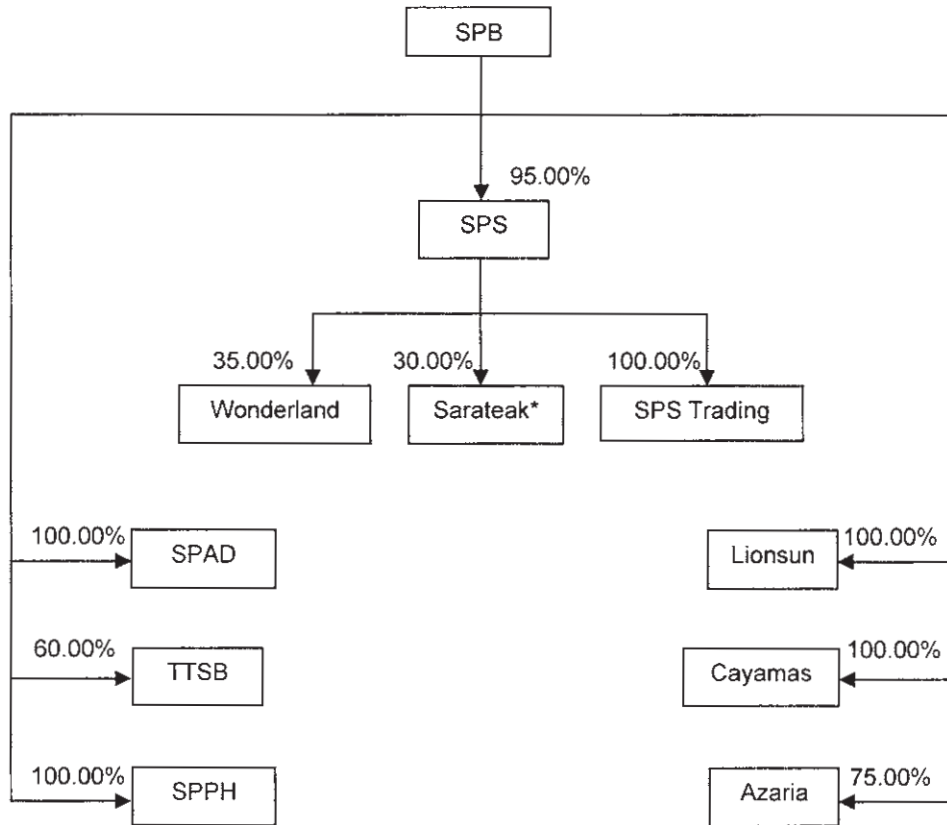 SPB
95.00%
SPS
35.00% 30.00% 100.00%
Wonderland Sarateak* SPS Trading
100.00% 100.00%
SPAD Lionsun
60.00% 100.00%
TTSB Cayamas
100.00% 75.00%
SPPH Azaria